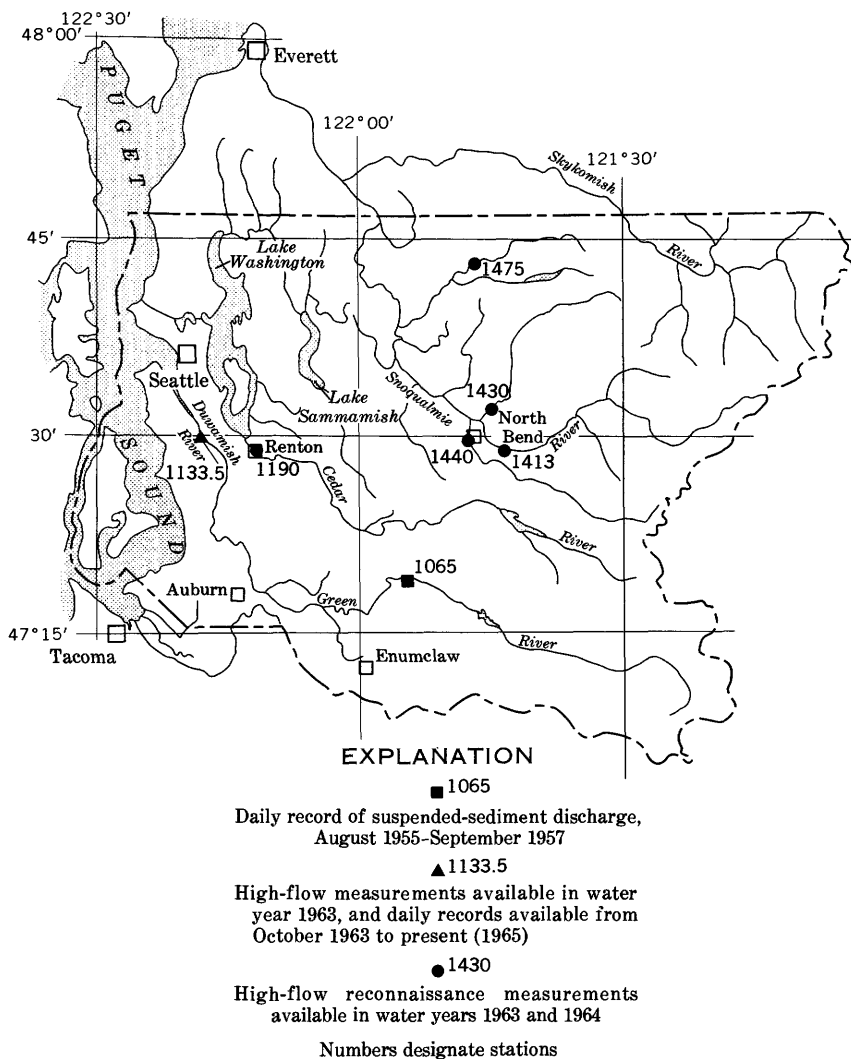 122°30′
48°00′
Everett
PUGET
122°00′
121°30′
Skykomish
River
45′
Lake
Washington
1475
Seattle
Lake
Sammamish
Snoqualmie
1430
North
Bend
River
30′
Duwamish
River
1133.5
Renton
1190
1440
1413
SOUND
Cedar
River
1065
Auburn
Green
River
47°15′
Tacoma
Enumclaw
EXPLANATION
1065
Daily record of suspended-sediment discharge,
August 1955–September 1957
1133.5
High-flow measurements available in water
year 1963, and daily records available from
October 1963 to present (1965)
1430
High-flow reconnaissance measurements
available in water years 1963 and 1964
Numbers designate stations